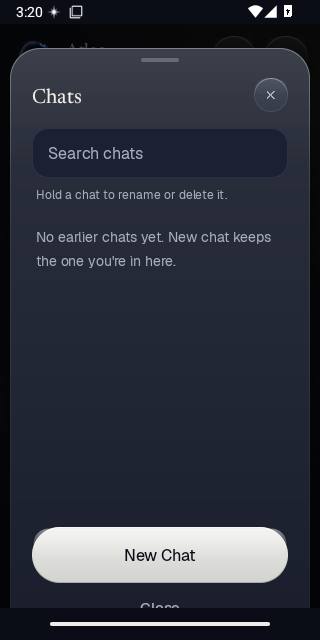 3:20
Chats
Search chats
Hold a chat to rename or delete it.
No earlier chats yet. New chat keeps
the one you're in here.
New Chat
Close